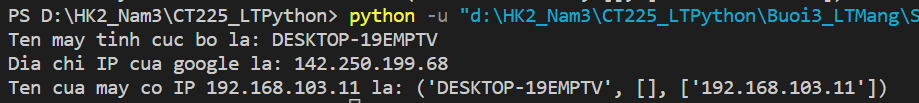 PS D:\HK2_Nam3\CT225_LTPython> python -u "d:\HK2_Nam3\CT225_LTPython\Buoi3_LTMang\S
Ten may tinh cuc bo la: DESKTOP-19EMPTV
Dia chi IP cua google la: 142.250.199.68
Ten cua may co IP 192.168.103.11 la: ('DESKTOP-19EMPTV', [], ['192.168.103.11'])